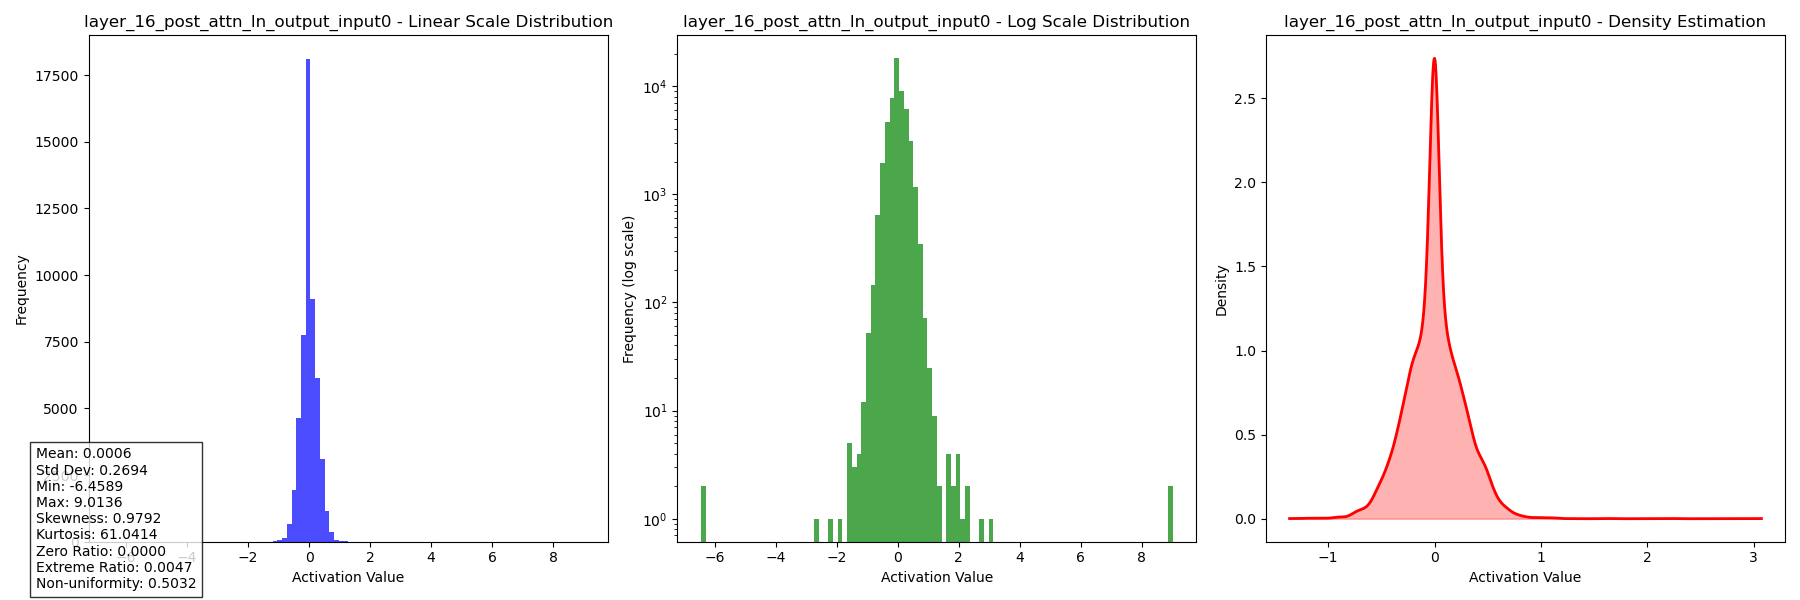 layer_16_post_attn_ln_output_input0 - Linear Scale Distribution
Frequency
17500
15000
12500
10000
7500
5000
2500
0
−6
−4
−2
0
2
4
6
8
Activation Value
Mean: 0.0006
Std Dev: 0.2694
Min: -6.4589
Max: 9.0136
Skewness: 0.9792
Kurtosis: 61.0414
Zero Ratio: 0.0000
Extreme Ratio: 0.0047
Non-uniformity: 0.5032
layer_16_post_attn_ln_output_input0 - Log Scale Distribution
Frequency (log scale)
10⁴
10³
10²
10¹
10⁰
−6
−4
−2
0
2
4
6
8
Activation Value
layer_16_post_attn_ln_output_input0 - Density Estimation
Density
2.5
2.0
1.5
1.0
0.5
0.0
−1
0
1
2
3
Activation Value